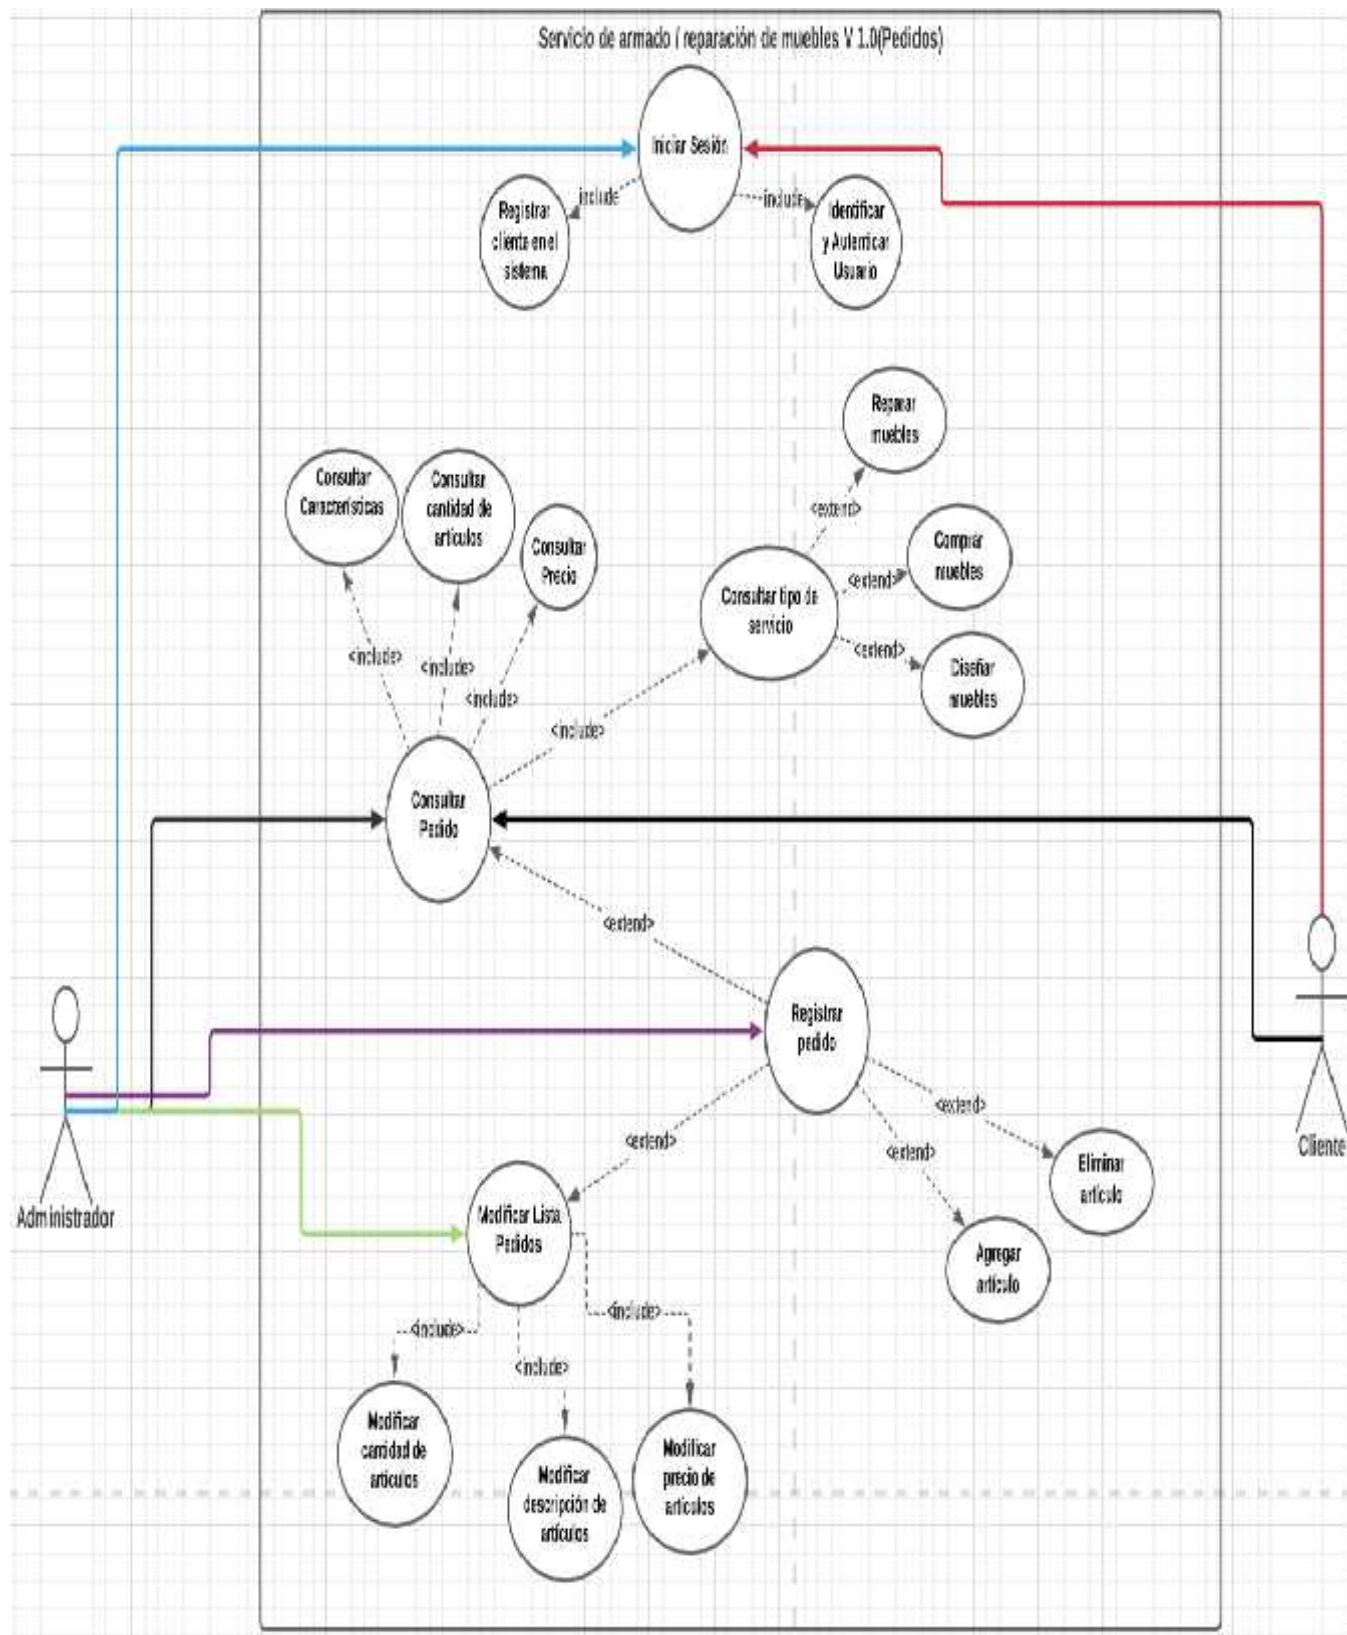 Servicio de armado / reparación de muebles V 1.0(Pedidos)
Iniciar Sesión
include
include
Registrar
cliente en el
sistema
Identificar
y Autenticar
Usuario
Reparar
muebles
Consultar
Características
Consultar
cantidad de
artículos
Consultar
Precio
<extend>
Comprar
muebles
<extend>
Consultar tipo de
servicio
<extend>
Diseñar
muebles
<include>
<include>
<include>
<include>
Consultar
Pedido
<extend>
Registrar
pedido
<extend>
<extend>
<extend>
Cliente
Eliminar
artículo
Administrador
Modificar Lista
Pedidos
Agregar
artículo
<include>
<include>
<include>
Modificar
cantidad de
artículos
Modificar
descripción de
artículos
Modificar
precio de
artículos